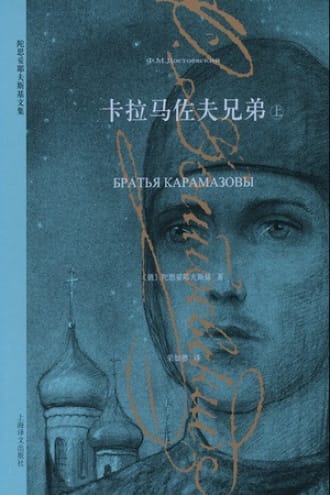 陀思妥耶夫斯基文集
Ф.М.Достоевский
卡拉马佐夫兄弟 上
БРАТЬЯ КАРАМАЗОВЫ
〔俄〕陀思妥耶夫斯基 著
荣如德 译
上海译文出版社